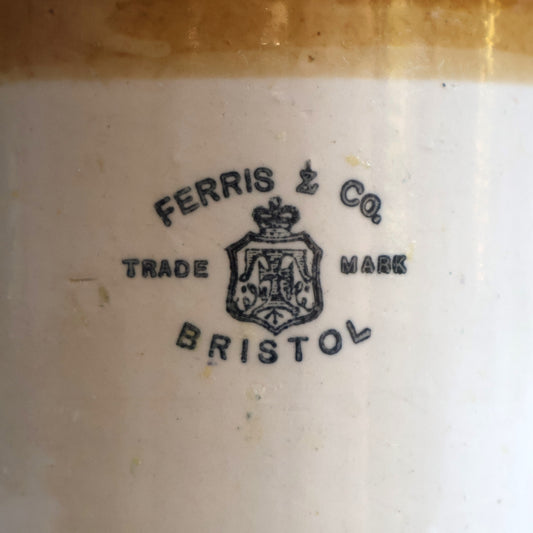 FERRIS & Co.
TRADE MARK
BRISTOL